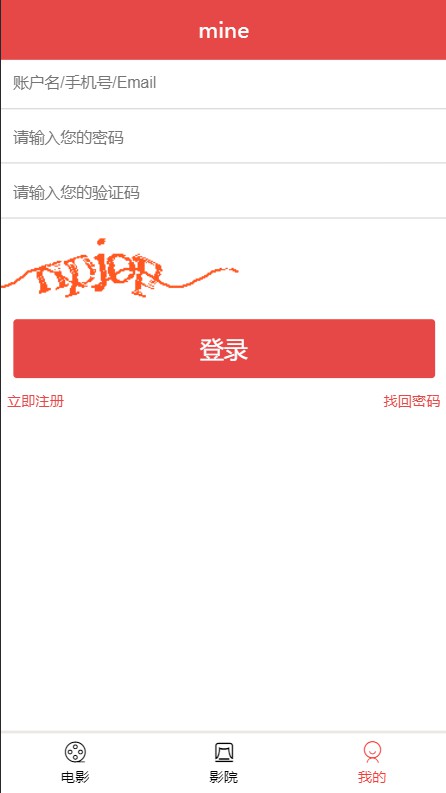 mine
账户名/手机号/Email
请输入您的密码
请输入您的验证码
登录
立即注册 找回密码
电影 影院 我的